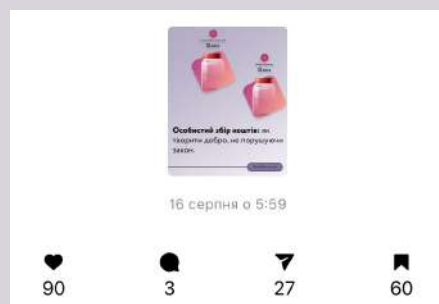 Особистий збір коштів: як
творити добро, не порушуючи
закон
16 серпня о 5:59
90
3
27
60